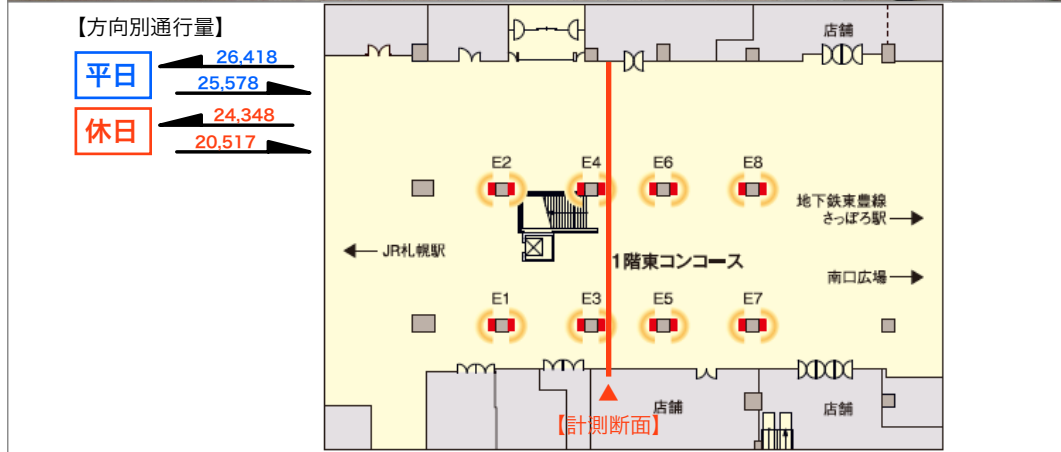 【方向別通行量】
平日
26,418
25,578
休日
24,348
20,517
店舗
E2
E4
E6
E8
地下鉄東豊線
さっぽろ駅
JR札幌駅
1階東コンコース
南口広場
E1
E3
E5
E7
店舗
店舗
【計測断面】